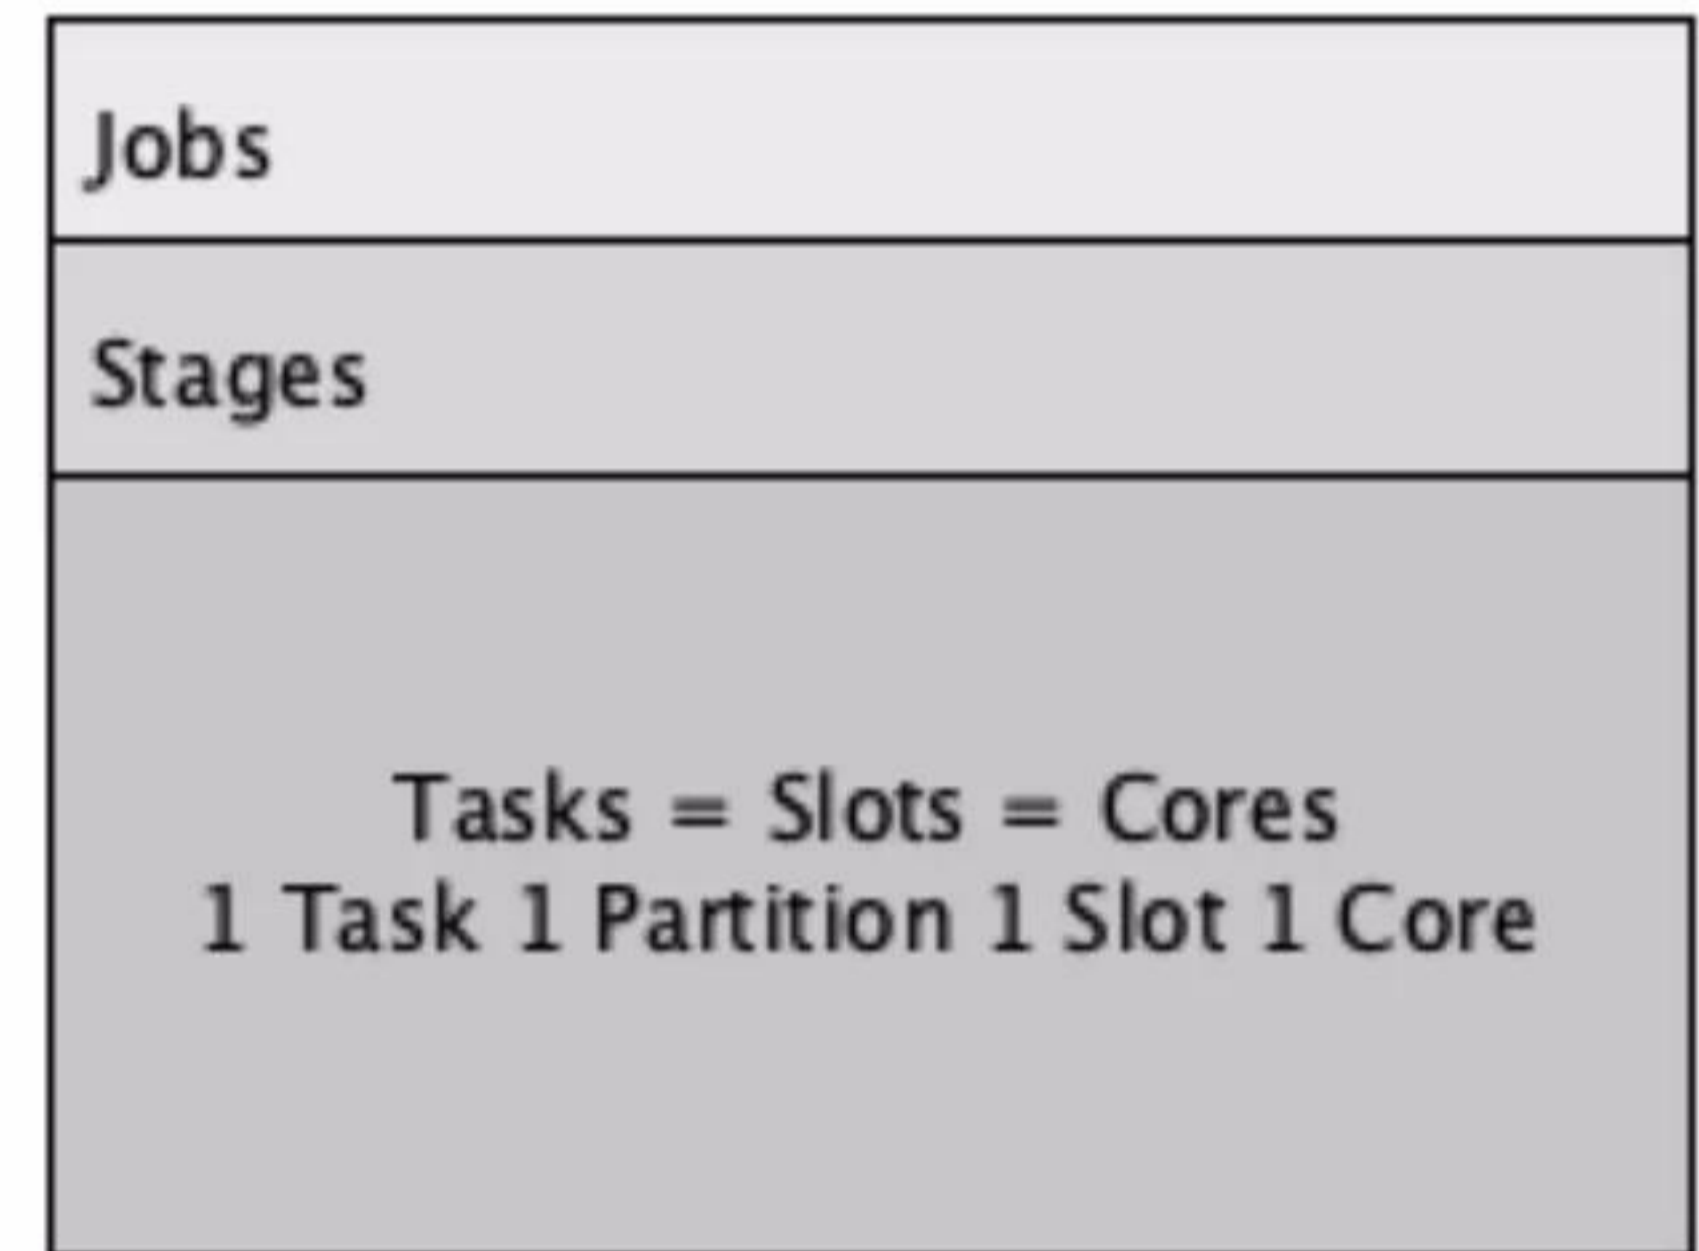 Jobs
Stages
Tasks = Slots = Cores
1 Task 1 Partition 1 Slot 1 Core